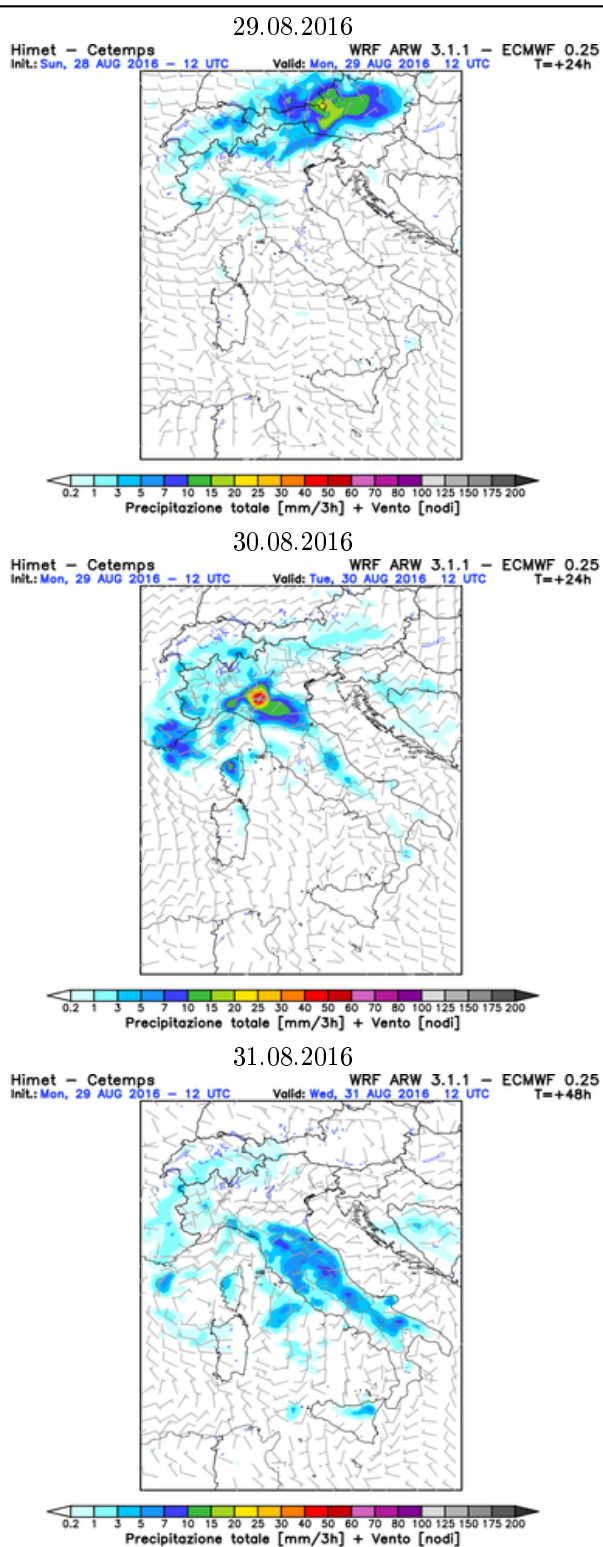 29.08.2016
Himet − Cetemps WRF ARW 3.1.1 − ECMWF 0.25
Init.: Sun, 28 AUG 2016 − 12 UTC Valid: Mon, 29 AUG 2016 12 UTC T=+24h
0.2 1 3 5 7 10 15 20 25 30 40 50 60 70 80 100 125 150 175 200
Precipitazione totale [mm/3h] + Vento [nodi]
30.08.2016
Himet − Cetemps WRF ARW 3.1.1 − ECMWF 0.25
Init.: Mon, 29 AUG 2016 − 12 UTC Valid: Tue, 30 AUG 2016 12 UTC T=+24h
0.2 1 3 5 7 10 15 20 25 30 40 50 60 70 80 100 125 150 175 200
Precipitazione totale [mm/3h] + Vento [nodi]
31.08.2016
Himet − Cetemps WRF ARW 3.1.1 − ECMWF 0.25
Init.: Mon, 29 AUG 2016 − 12 UTC Valid: Wed, 31 AUG 2016 12 UTC T=+48h
0.2 1 3 5 7 10 15 20 25 30 40 50 60 70 80 100 125 150 175 200
Precipitazione totale [mm/3h] + Vento [nodi]